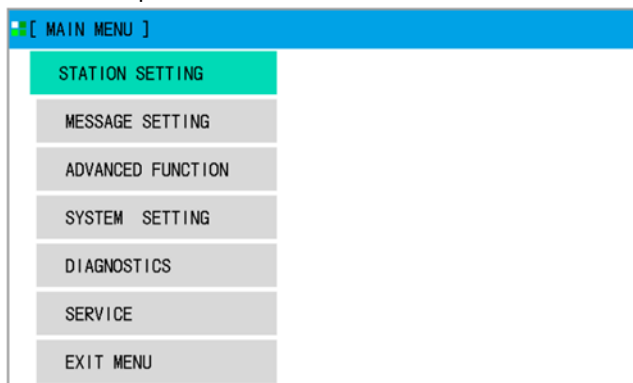 [ MAIN MENU ]
STATION SETTING
MESSAGE SETTING
ADVANCED FUNCTION
SYSTEM  SETTING
DIAGNOSTICS
SERVICE
EXIT MENU